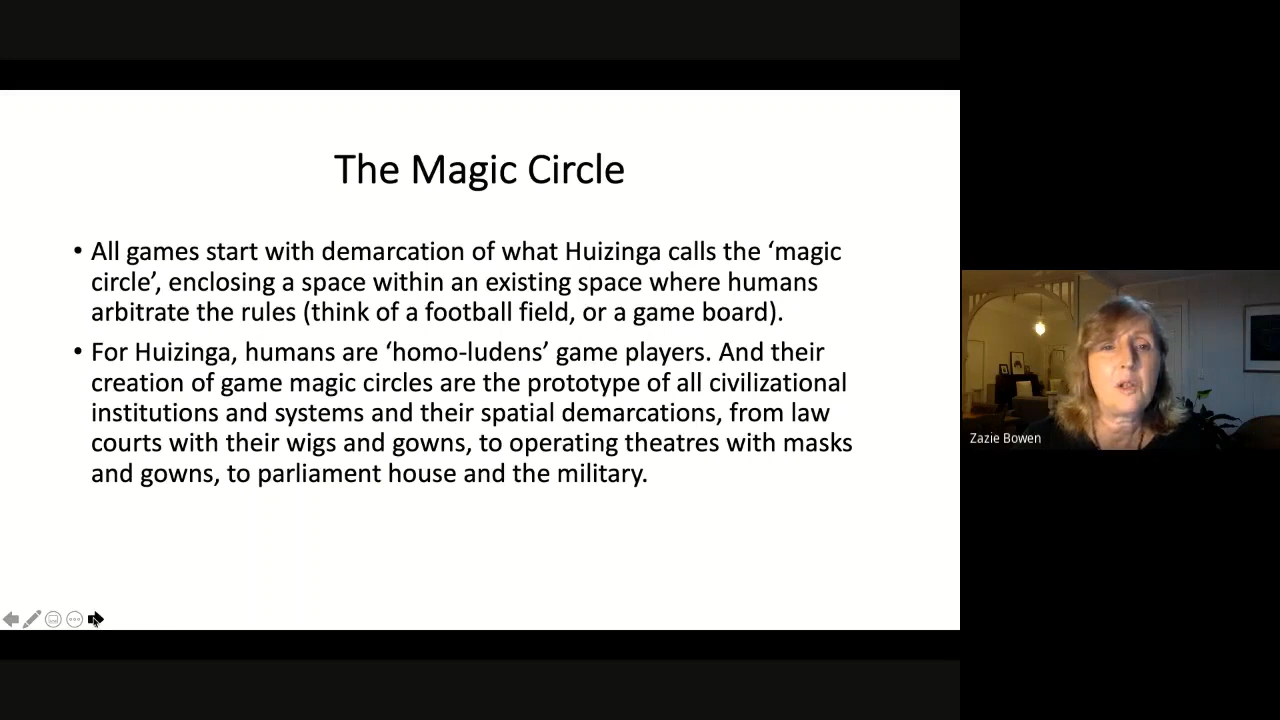 The Magic Circle
• All games start with demarcation of what Huizinga calls the ‘magic
circle’, enclosing a space within an existing space where humans
arbitrate the rules (think of a football field, or a game board).
• For Huizinga, humans are ‘homo-ludens’ game players. And their
creation of game magic circles are the prototype of all civilizational
institutions and systems and their spatial demarcations, from law
courts with their wigs and gowns, to operating theatres with masks
and gowns, to parliament house and the military.
Zazie Bowen